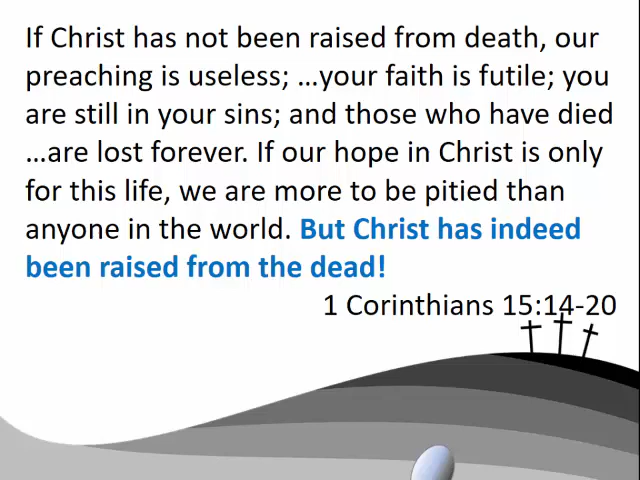 If Christ has not been raised from death, our
preaching is useless; …your faith is futile; you
are still in your sins; and those who have died
…are lost forever. If our hope in Christ is only
for this life, we are more to be pitied than
anyone in the world. But Christ has indeed
been raised from the dead!
1 Corinthians 15:14-20